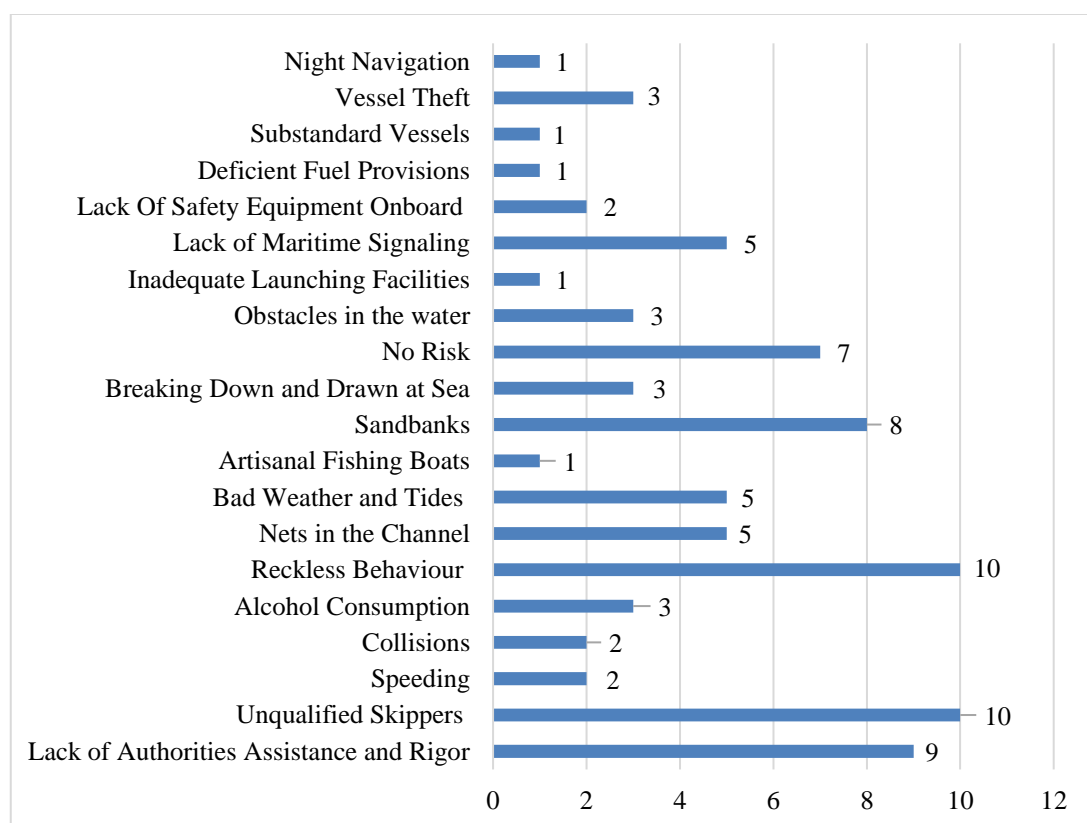 Night Navigation 1
Vessel Theft 3
Substandard Vessels 1
Deficient Fuel Provisions 1
Lack Of Safety Equipment Onboard 2
Lack of Maritime Signaling 5
Inadequate Launching Facilities 1
Obstacles in the water 3
No Risk 7
Breaking Down and Drawn at Sea 3
Sandbanks 8
Artisanal Fishing Boats 1
Bad Weather and Tides 5
Nets in the Channel 5
Reckless Behaviour 10
Alcohol Consumption 3
Collisions 2
Speeding 2
Unqualified Skippers 10
Lack of Authorities Assistance and Rigor 9
0 2 4 6 8 10 12